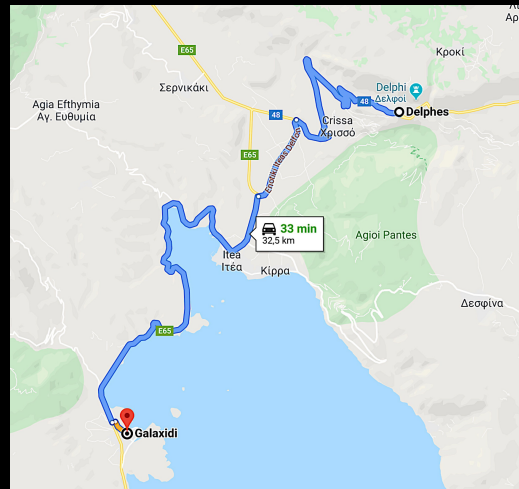 E65
Κροκί
Σερνικάκι
Delphi
Δελφοί
48
Delphes
Agia Efthymia
Αγ. Ευθυμία
48
Crissa
Χρισσό
E65
33 min
32,5 km
Agioi Pantes
Itea
Ιτέα
Κίρρα
Δεσφίνα
E65
Galaxidi